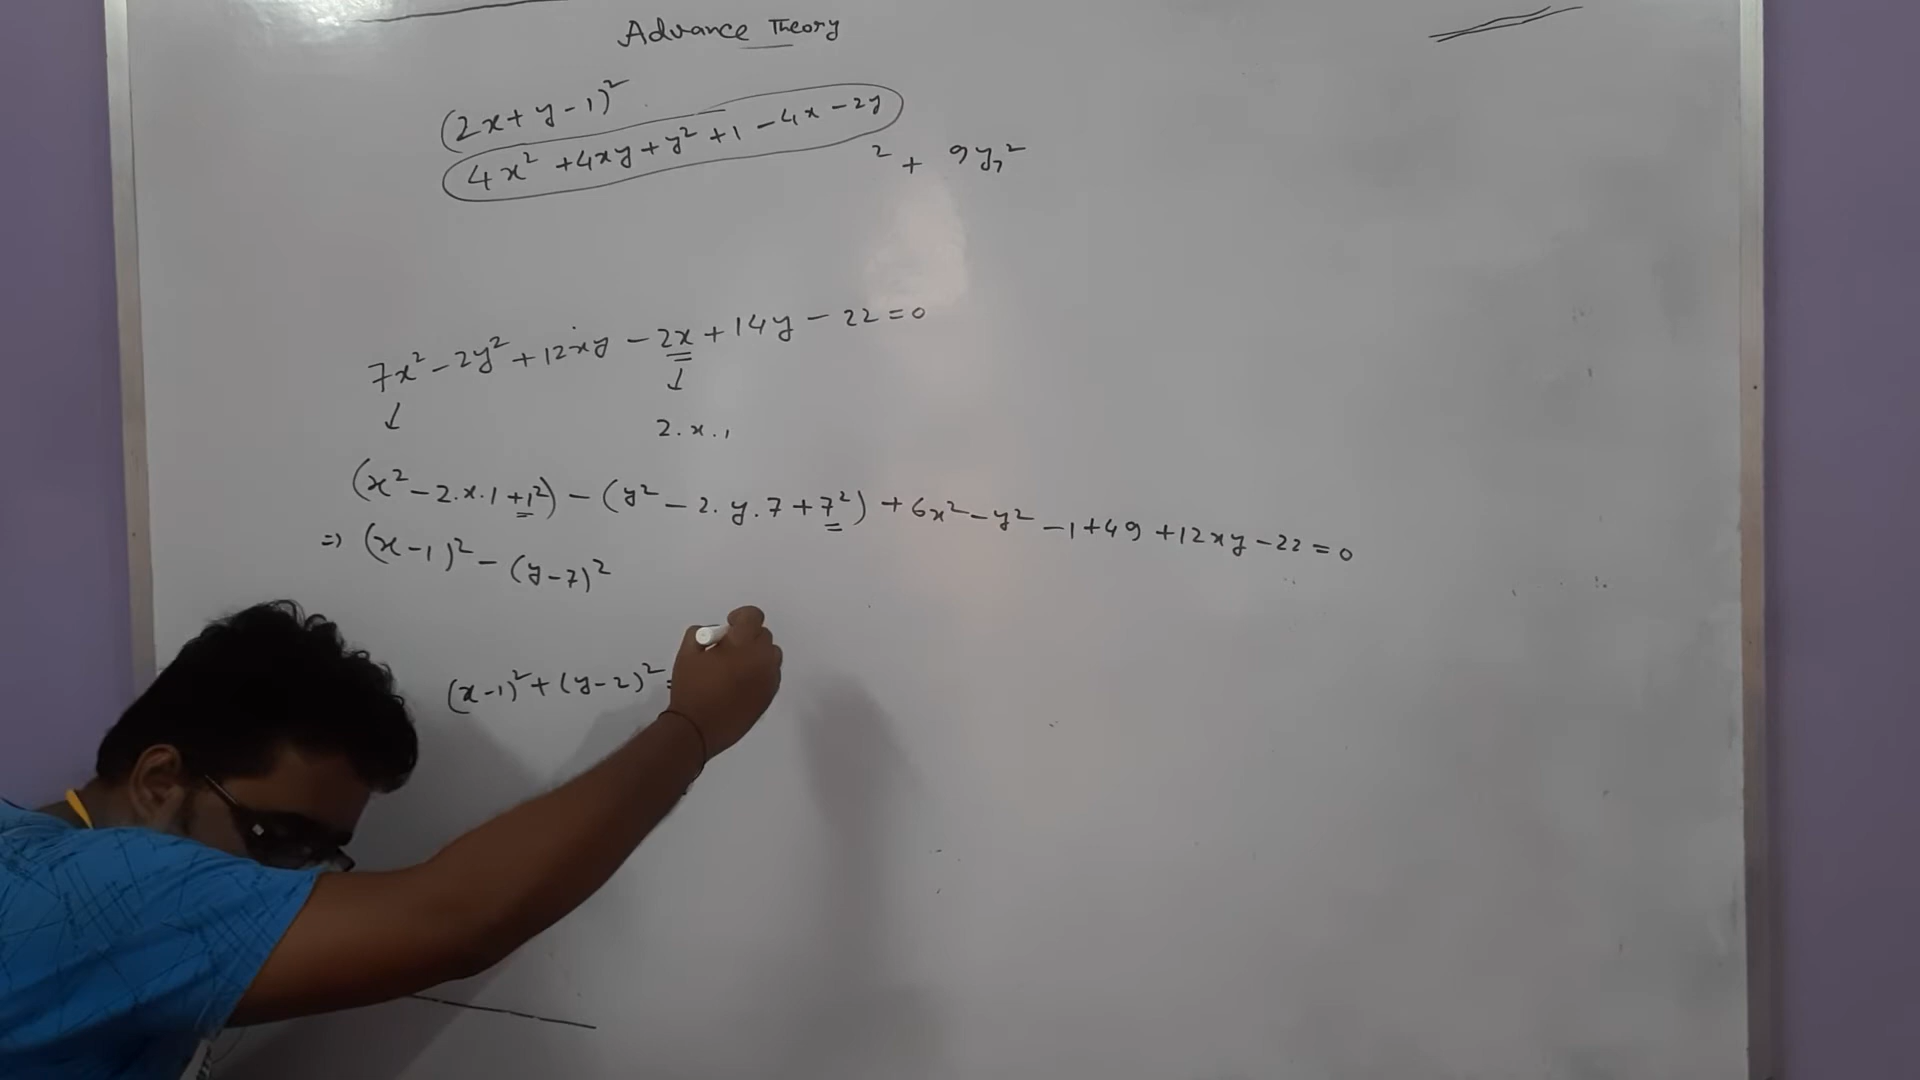 Advance Theory
(2x+y-1)²
4x² +4xy+y² +1 -4x -2y
² + 9y,²
7x² -2y² +12xy -2x +14y -22 =0
↓ ↓
2.x.1
(x² -2.x.1 +1²) - (y² -2.y.7 +7²) +6x² -y² -1+49 +12xy -22 =0
⇒ (x-1)² - (y-7)²
(x-1)² + (y-2)² =